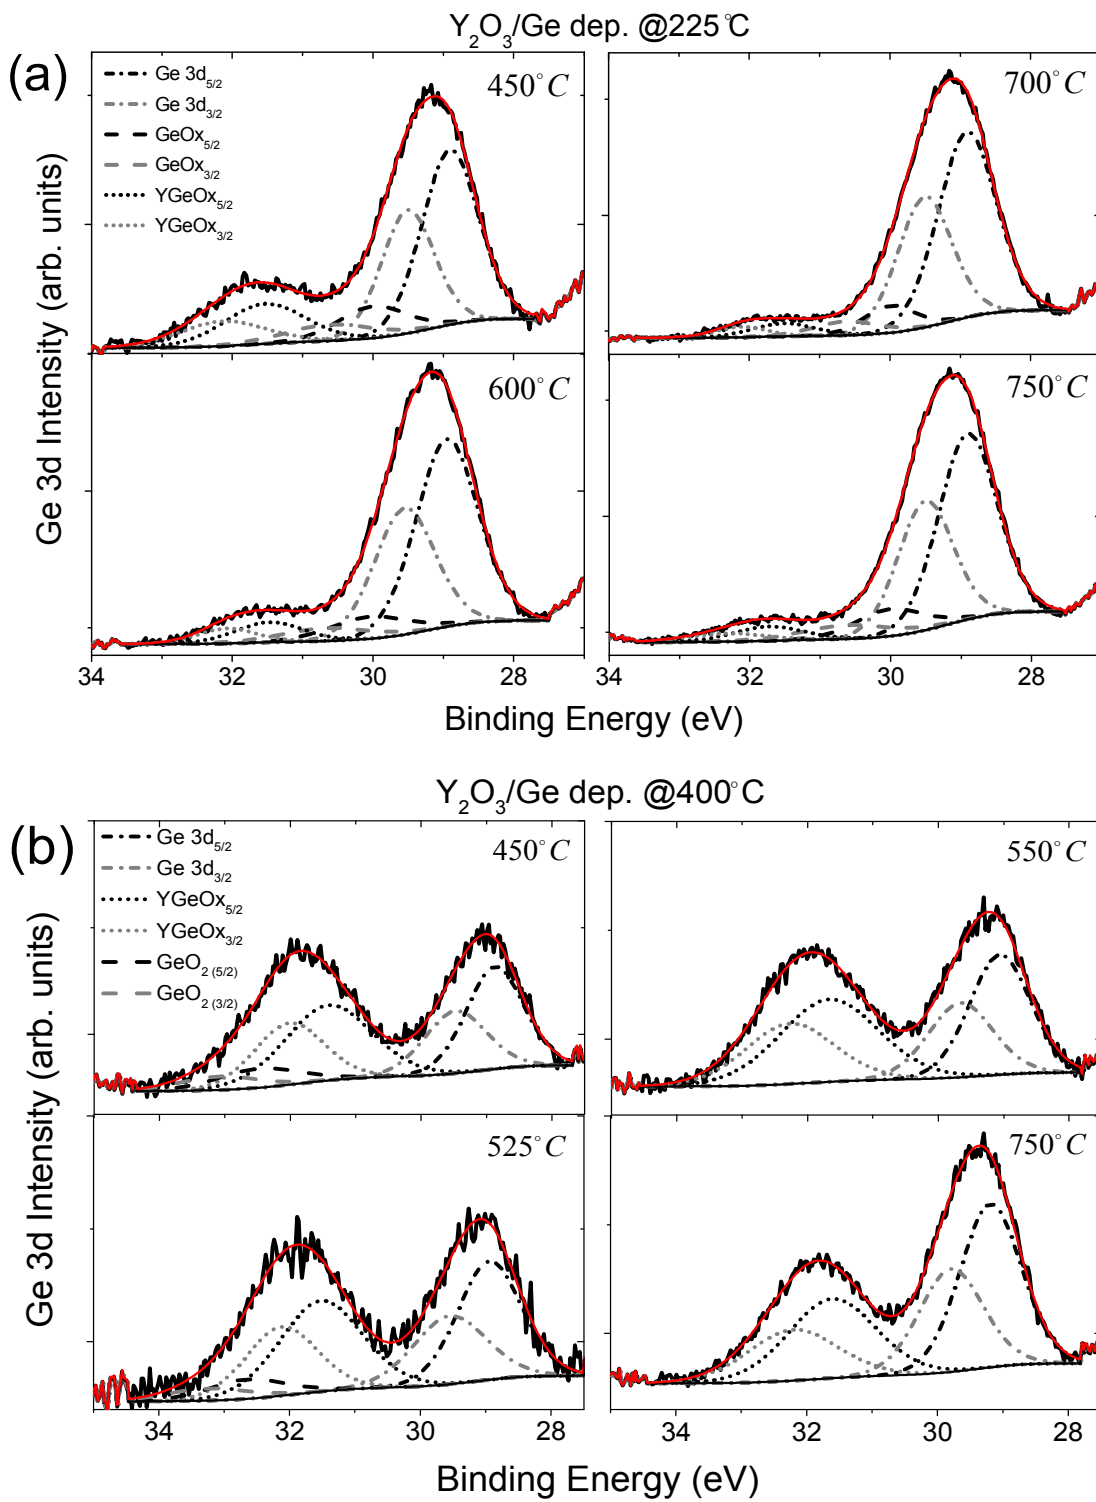 Y₂O₃/Ge dep. @225°C
(a)
Ge 3d₅/₂
Ge 3d₃/₂
GeOx₅/₂
GeOx₃/₂
YGeOx₅/₂
YGeOx₃/₂
450°C
700°C
600°C
750°C
Ge 3d Intensity (arb. units)
34 32 30 28
34 32 30 28
Binding Energy (eV)
Y₂O₃/Ge dep. @400°C
(b)
Ge 3d₅/₂
Ge 3d₃/₂
YGeOx₅/₂
YGeOx₃/₂
GeO₂ (5/2)
GeO₂ (3/2)
450°C
550°C
525°C
750°C
Ge 3d Intensity (arb. units)
34 32 30 28
34 32 30 28
Binding Energy (eV)